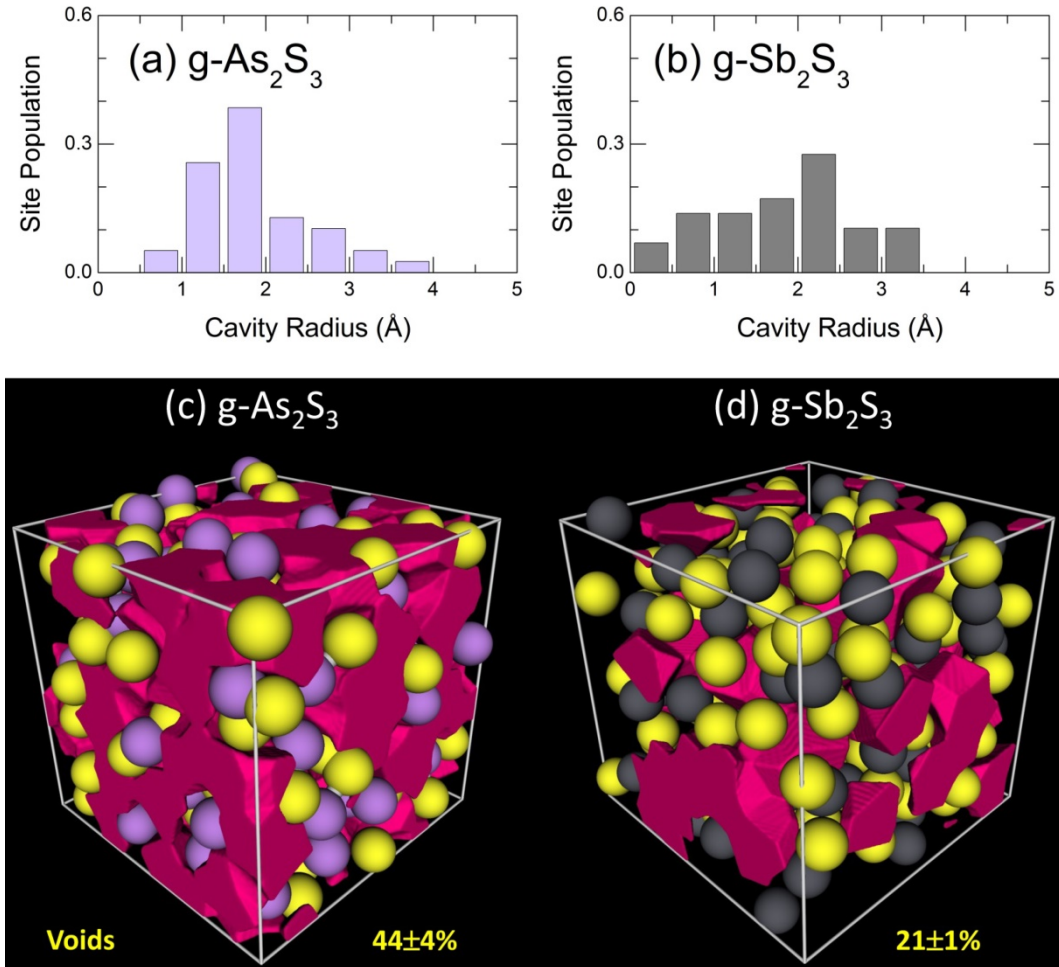 (a) g-As₂S₃
Site Population
0.6
0.3
0.0
0 1 2 3 4 5
Cavity Radius (Å)
(b) g-Sb₂S₃
Site Population
0.6
0.3
0.0
0 1 2 3 4 5
Cavity Radius (Å)
(c) g-As₂S₃
(d) g-Sb₂S₃
Voids 44±4%
21±1%